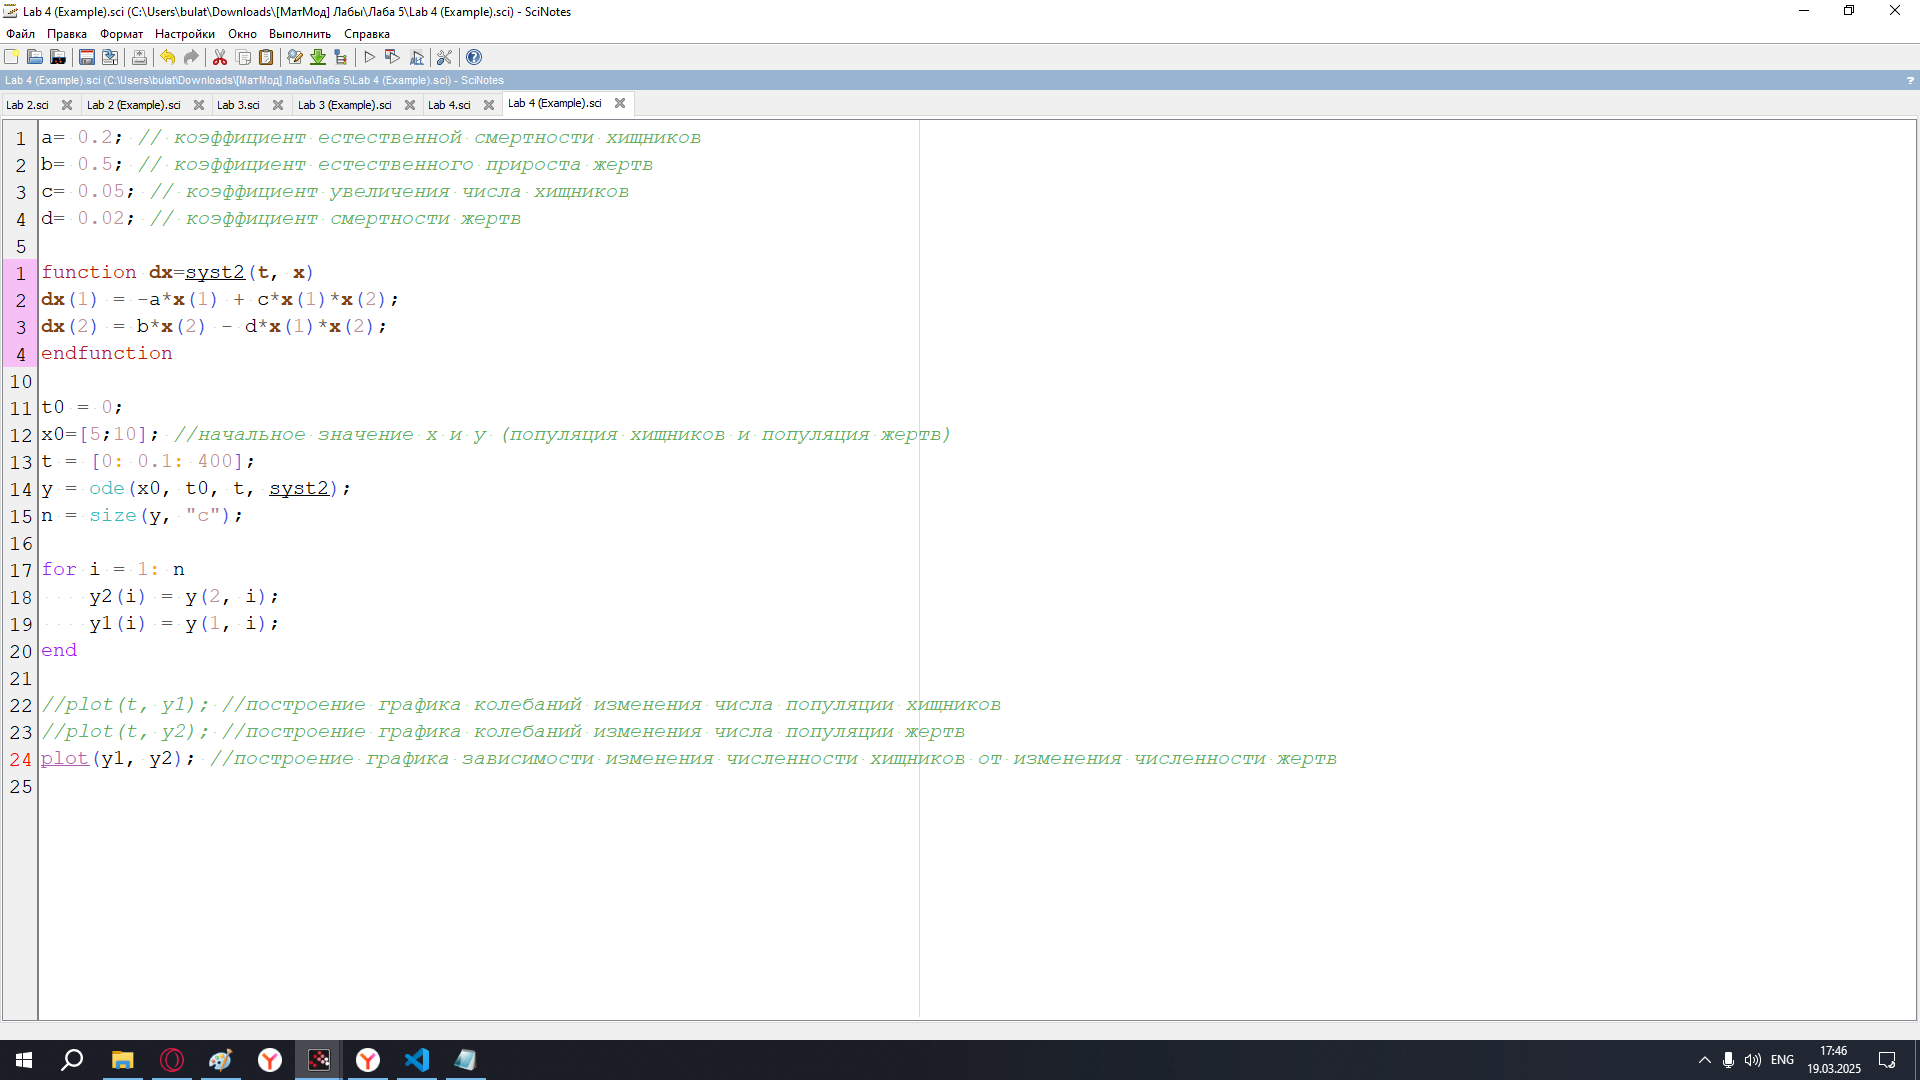 Lab 4 (Example).sci (C:\Users\bulat\Downloads\[МатМод] Лабы\Лаба 5\Lab 4 (Example).sci) - SciNotes
Файл Правка Формат Настройки Окно Выполнить Справка
Lab 4 (Example).sci (C:\Users\bulat\Downloads\[МатМод] Лабы\Лаба 5\Lab 4 (Example).sci) - SciNotes ?
Lab 2.sci Lab 2 (Example).sci Lab 3.sci Lab 3 (Example).sci Lab 4.sci Lab 4 (Example).sci
1 a= 0.2; // коэффициент естественной смертности хищников
2 b= 0.5; // коэффициент естественного прироста жертв
3 c= 0.05; // коэффициент увеличения числа хищников
4 d= 0.02; // коэффициент смертности жертв
5
1 function dx=syst2(t, x)
2 dx(1) = -a*x(1) + c*x(1)*x(2);
3 dx(2) = b*x(2) - d*x(1)*x(2);
4 endfunction
10
11 t0 = 0;
12 x0=[5;10]; //начальное значение x и y (популяция хищников и популяция жертв)
13 t = [0: 0.1: 400];
14 y = ode(x0, t0, t, syst2);
15 n = size(y, "c");
16
17 for i = 1: n
18 y2(i) = y(2, i);
19 y1(i) = y(1, i);
20 end
21
22 //plot(t, y1); //построение графика колебаний изменения числа популяции хищников
23 //plot(t, y2); //построение графика колебаний изменения числа популяции жертв
24 plot(y1, y2); //построение графика зависимости изменения численности хищников от изменения численности жертв
25
ENG 17:46
19.03.2025